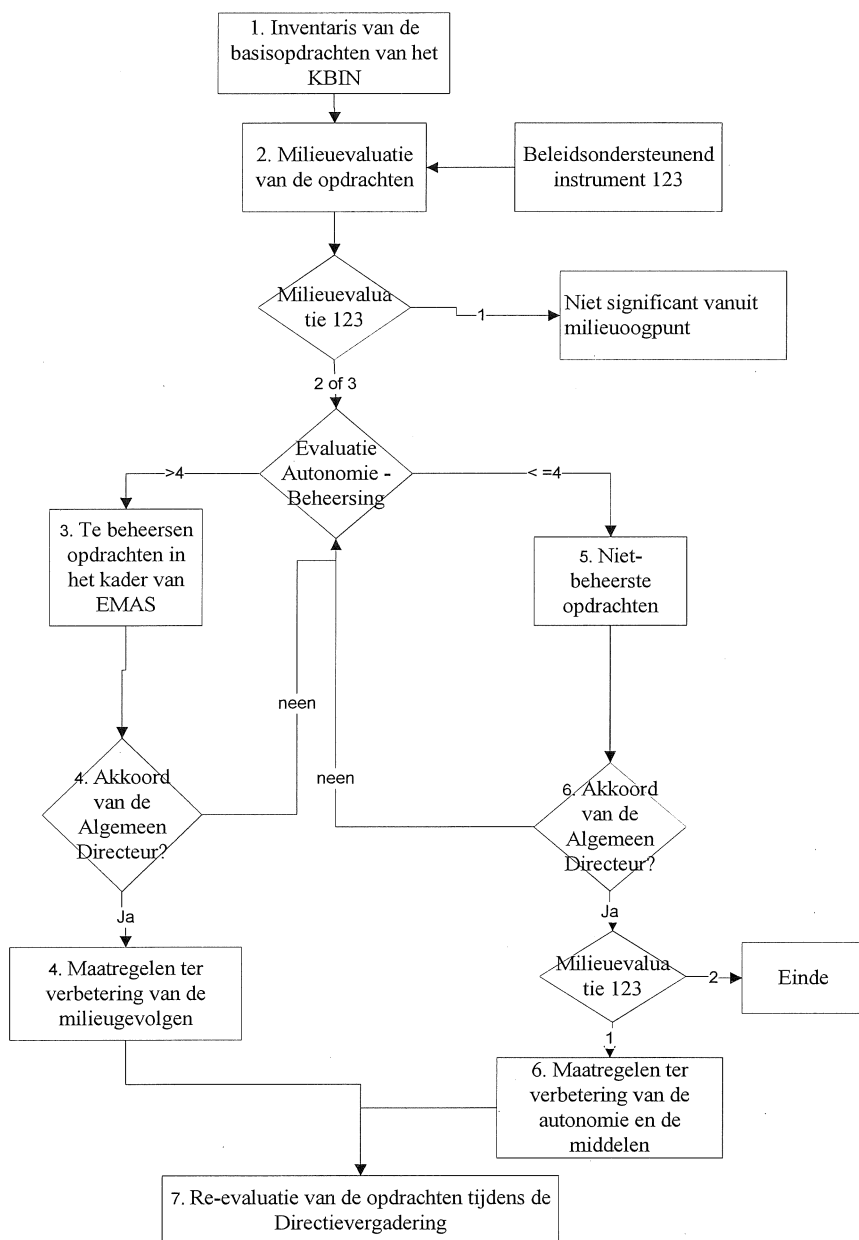 1. Inventaris van de
basisopdrachten van het
KBIN
2. Milieuevaluatie
van de opdrachten
Beleidsondersteunend
instrument 123
Milieuevalua
tie 123
1
Niet significant vanuit
milieuoogpunt
2 of 3
Evaluatie
Autonomie -
Beheersing
>4
< =4
3. Te beheersen
opdrachten in
het kader van
EMAS
5. Niet-
beheerste
opdrachten
neen
neen
4. Akkoord
van de
Algemeen
Directeur?
6. Akkoord
van de
Algemeen
Directeur?
Ja
Ja
4. Maatregelen ter
verbetering van de
milieugevolgen
Milieuevalua
tie 123
2
Einde
1
6. Maatregelen ter
verbetering van de
autonomie en de
middelen
7. Re-evaluatie van de opdrachten tijdens de
Directievergadering